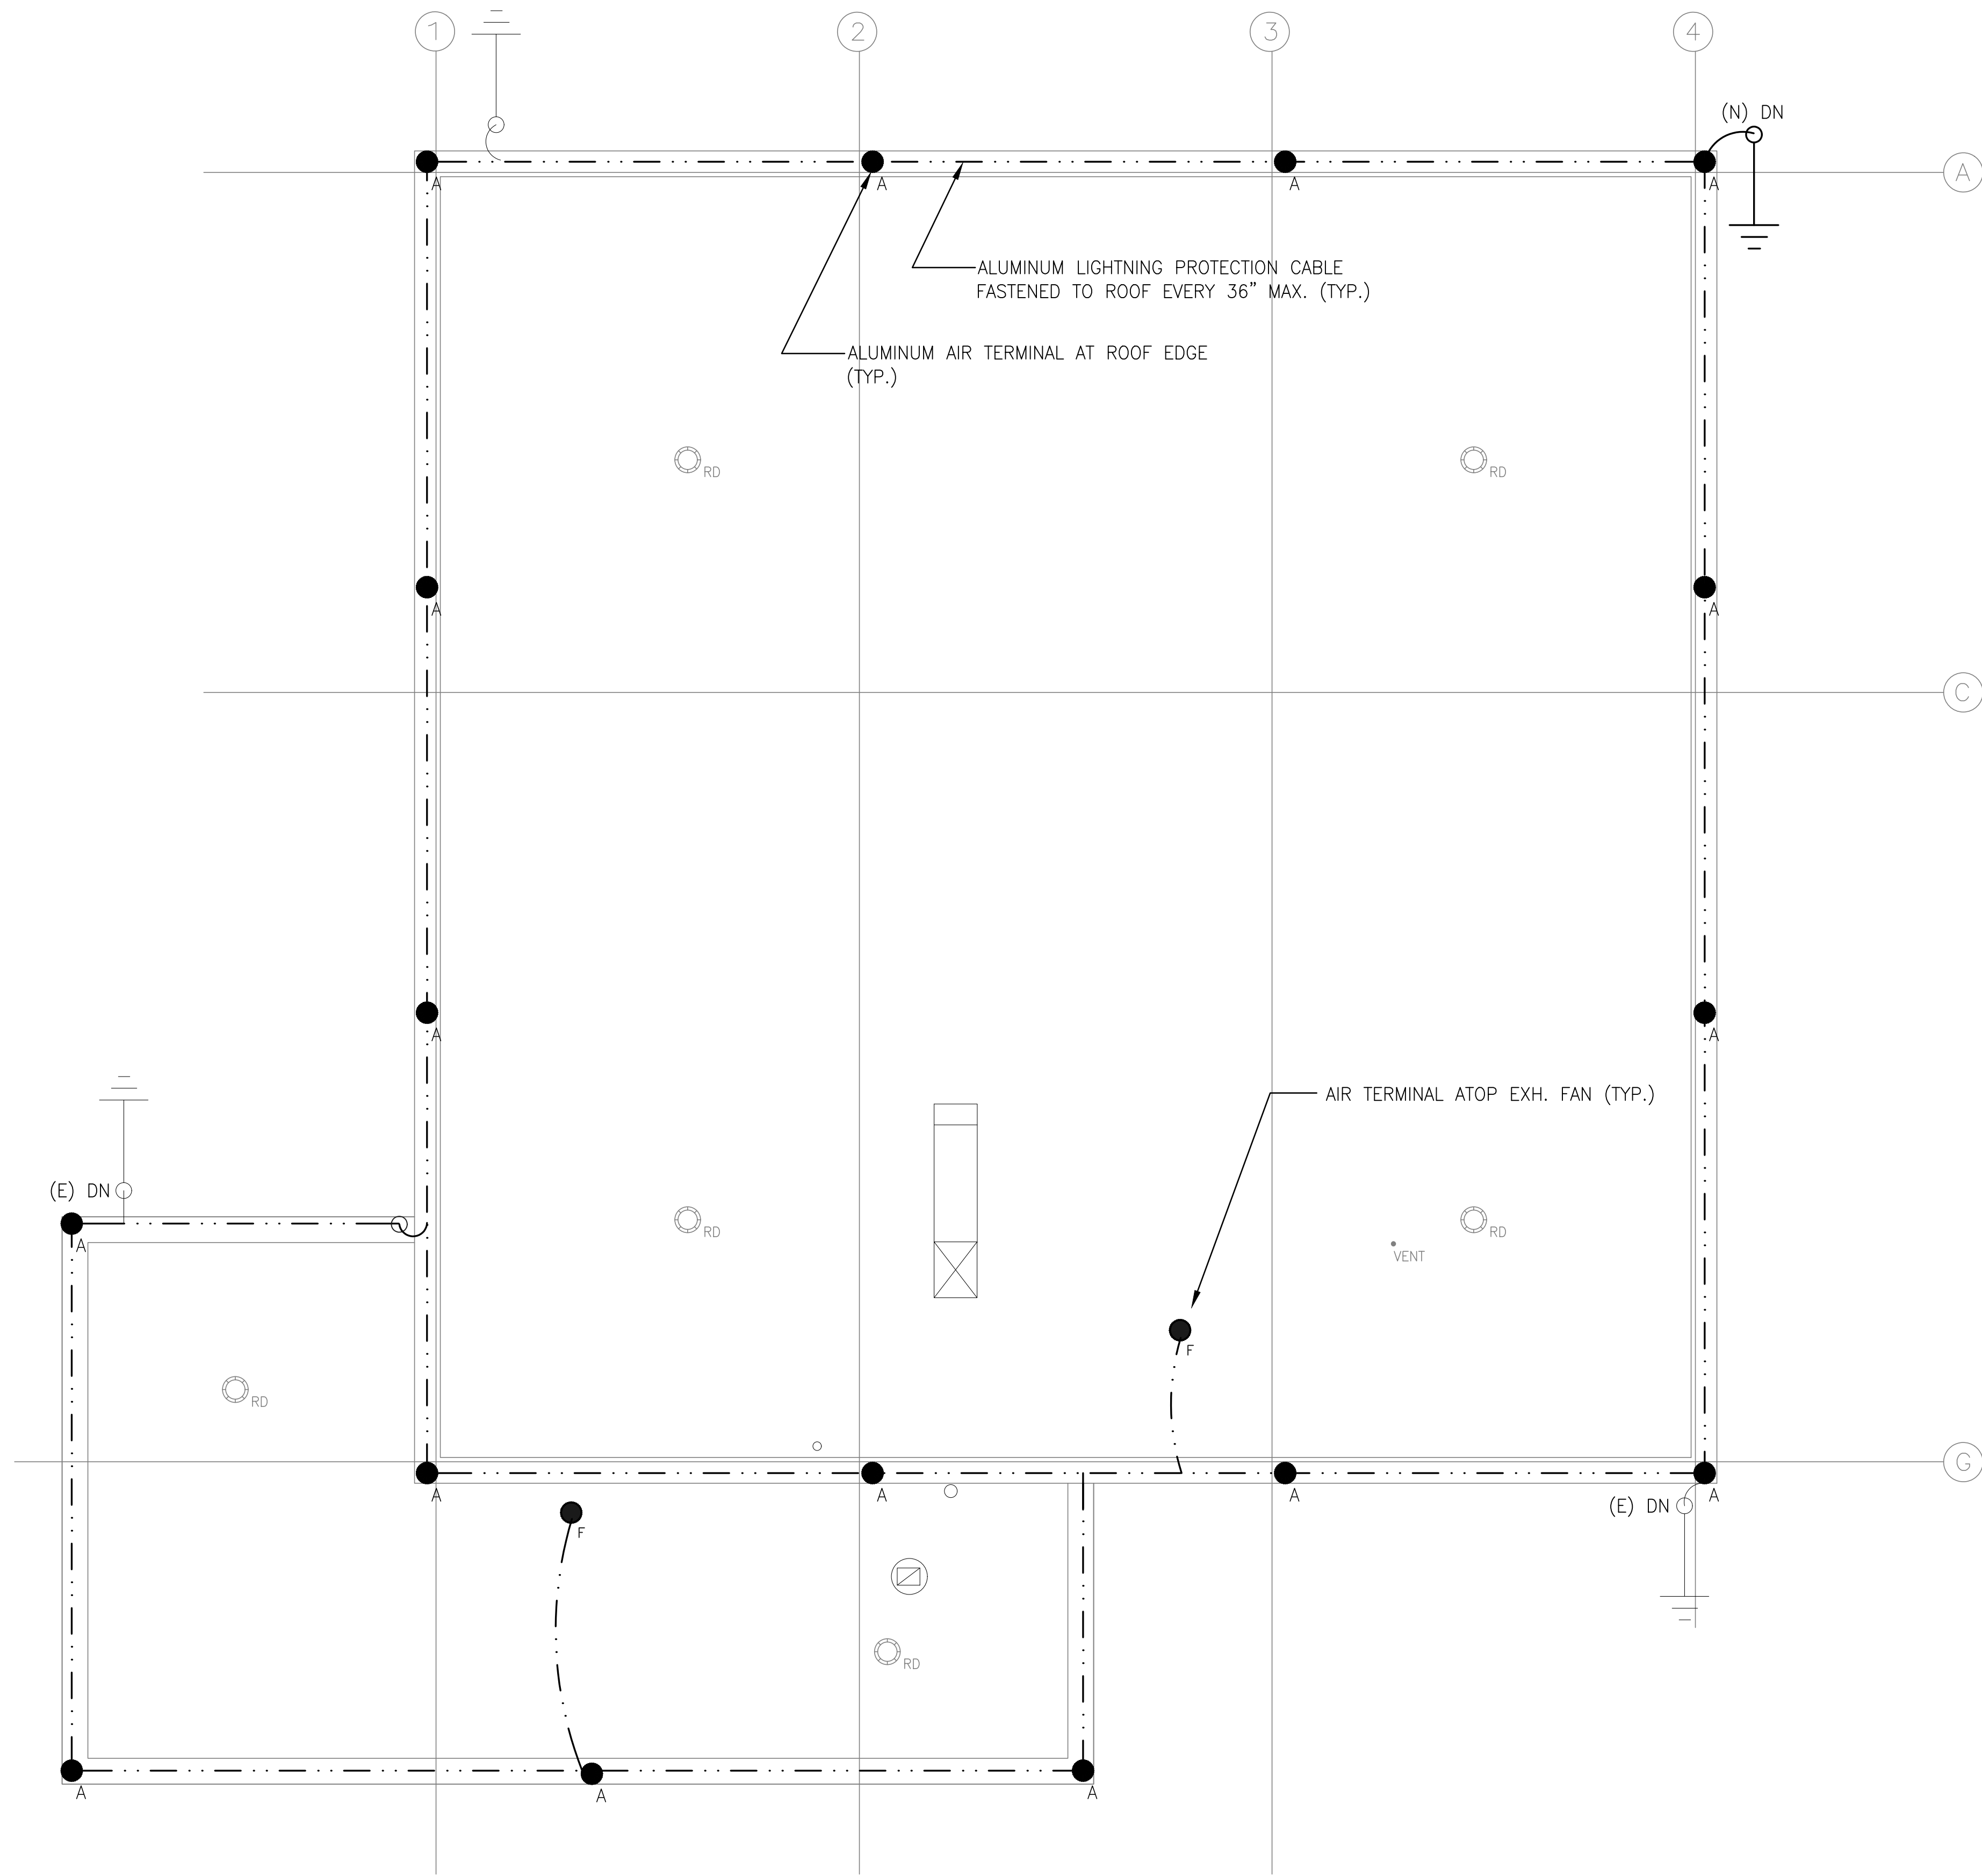 1
2
3
4
(N) DN
A
A
A
A
A
ALUMINUM LIGHTNING PROTECTION CABLE
FASTENED TO ROOF EVERY 36" MAX. (TYP.)
ALUMINUM AIR TERMINAL AT ROOF EDGE
(TYP.)
RD
RD
A
A
C
A
A
AIR TERMINAL ATOP EXH. FAN (TYP.)
(E) DN
A
RD
RD
VENT
F
RD
G
A
A
A
A
(E) DN
F
RD
A
A
A